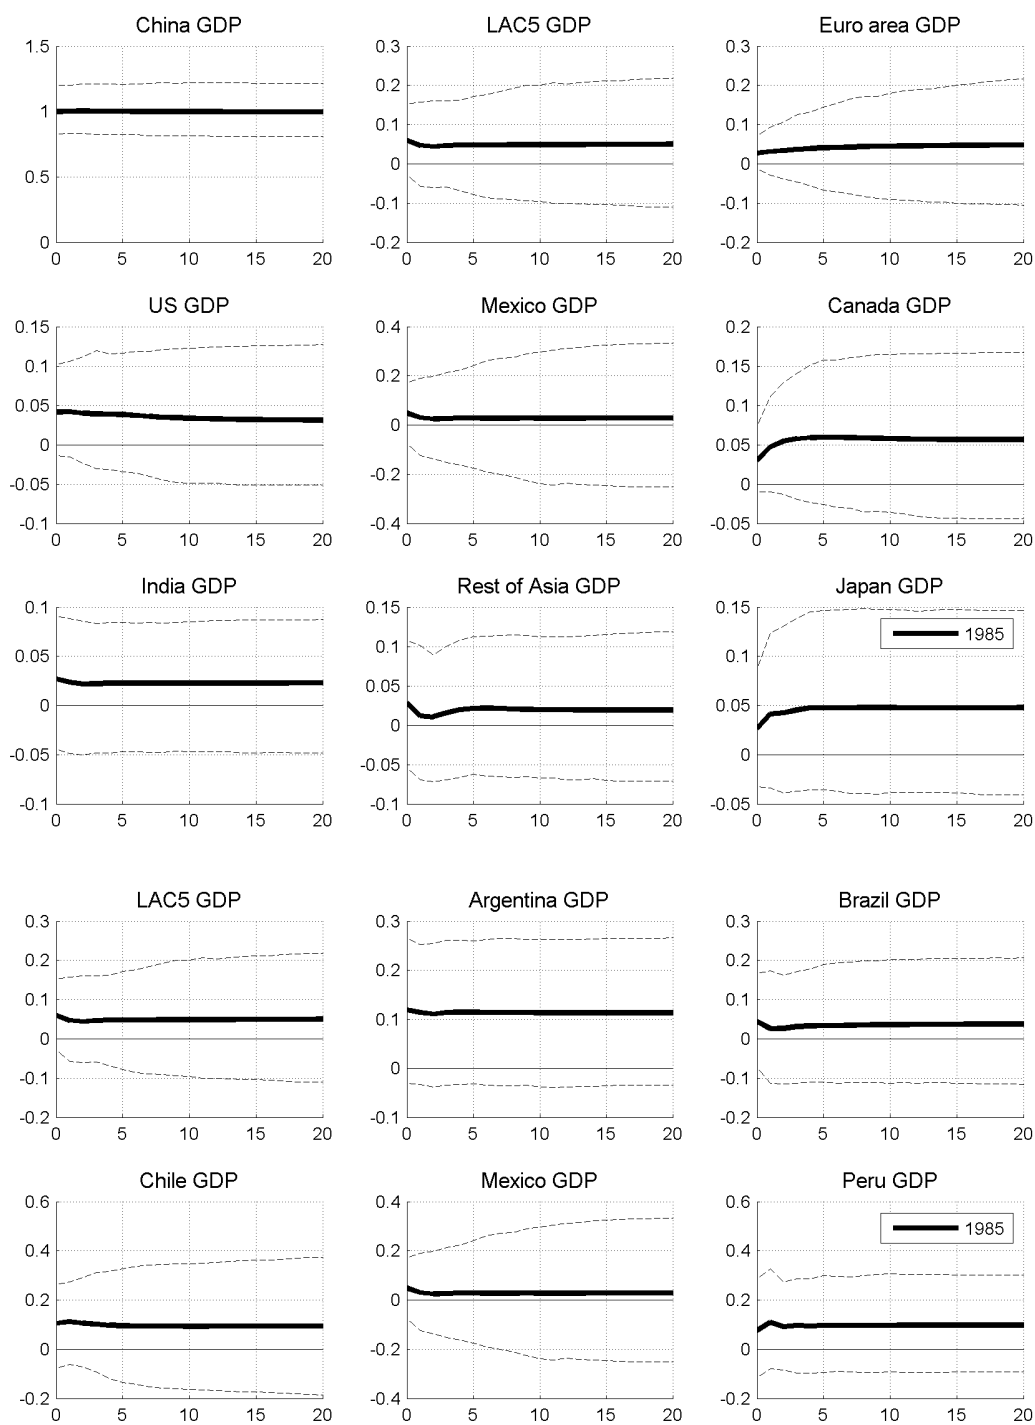 China GDP LAC5 GDP Euro area GDP
1.5 0.3 0.3
0.2 0.2
1 0.1 0.1
0.5 0 0
-0.1 -0.1
0 -0.2 -0.2
0 5 10 15 20 0 5 10 15 20 0 5 10 15 20
US GDP Mexico GDP Canada GDP
0.15 0.4 0.2
0.1 0.2 0.15
0.05 0.1
0 0 0.05
-0.05 -0.2 0
-0.1 -0.4 -0.05
0 5 10 15 20 0 5 10 15 20 0 5 10 15 20
India GDP Rest of Asia GDP Japan GDP
0.1 0.15 0.15
1985
0.05 0.1 0.1
0.05
0 0 0.05
-0.05 -0.05 0
-0.1 -0.1 -0.05
0 5 10 15 20 0 5 10 15 20 0 5 10 15 20
LAC5 GDP Argentina GDP Brazil GDP
0.3 0.3 0.3
0.2 0.2 0.2
0.1 0.1 0.1
0 0 0
-0.1 -0.1
-0.2 -0.1 -0.2
0 5 10 15 20 0 5 10 15 20 0 5 10 15 20
Chile GDP Mexico GDP Peru GDP
0.6 0.4 0.6
1985
0.4 0.2 0.4
0.2 0 0.2
0 -0.2 0
-0.2 -0.4 -0.2
0 5 10 15 20 0 5 10 15 20 0 5 10 15 20